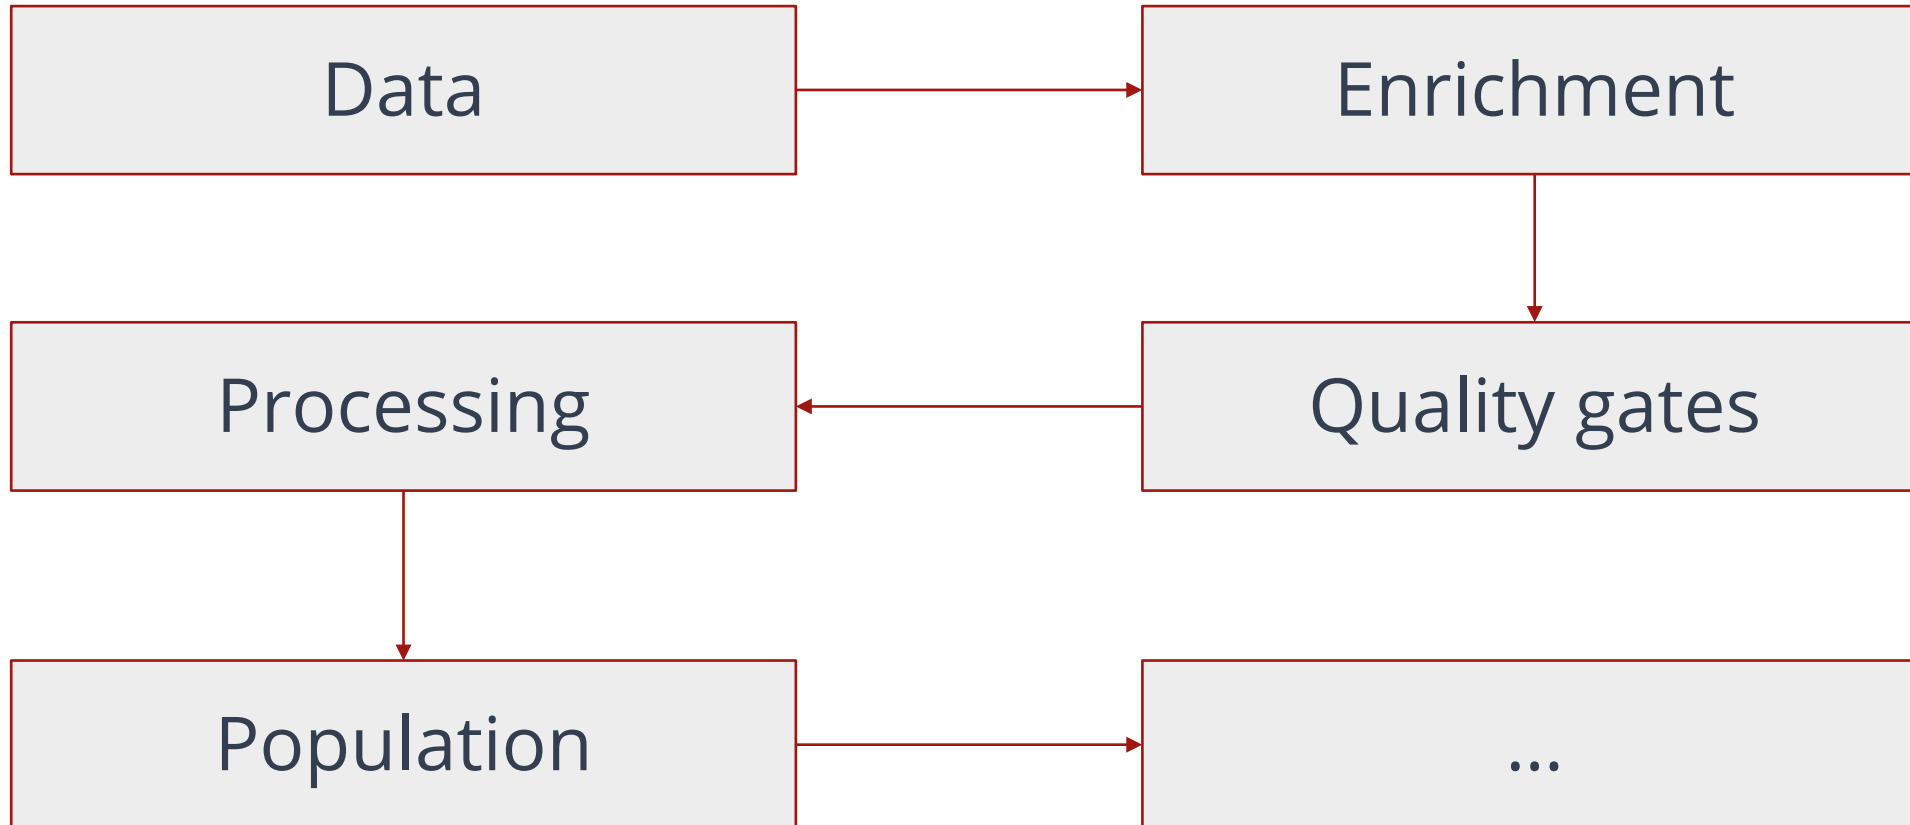 Data
Enrichment
Processing
Quality gates
Population
...